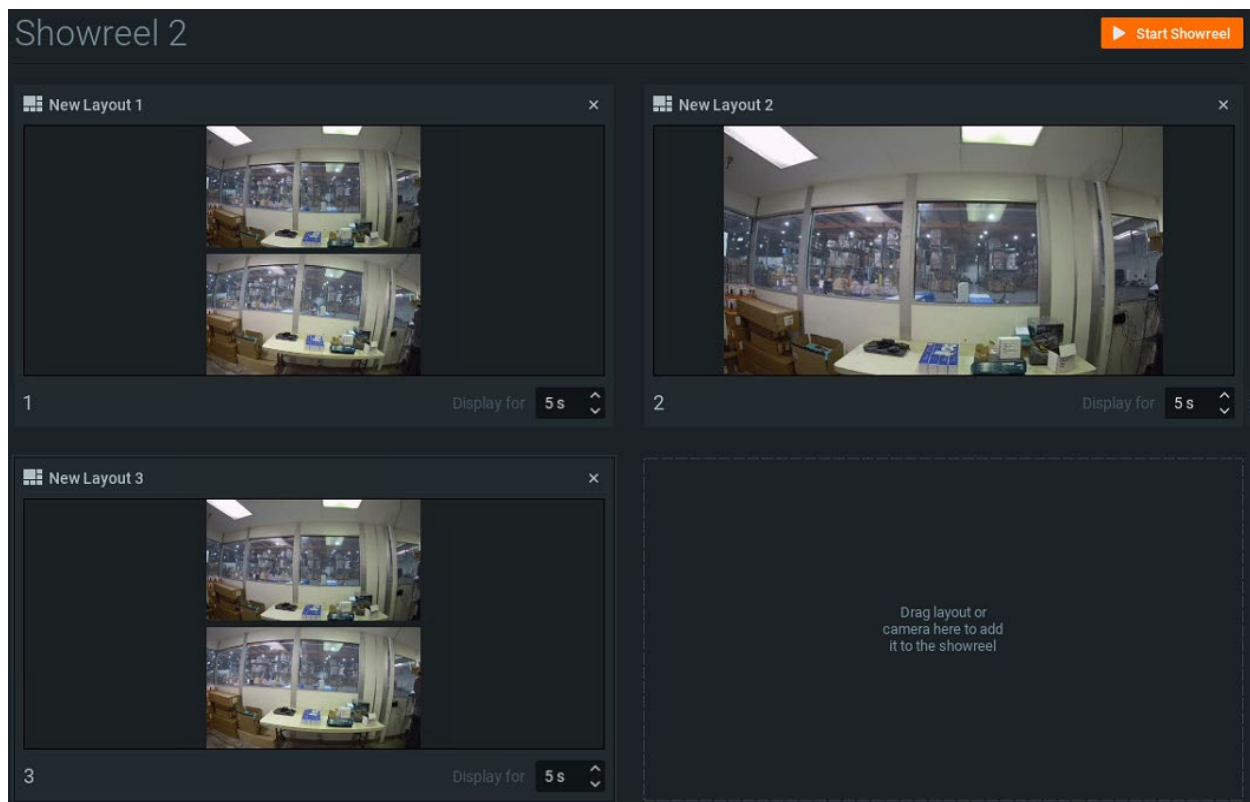 Showreel 2
Start Showreel
New Layout 1
New Layout 2
1
Display for 5 s
2
Display for 5 s
New Layout 3
Drag layout or
camera here to add
it to the showreel
3
Display for 5 s